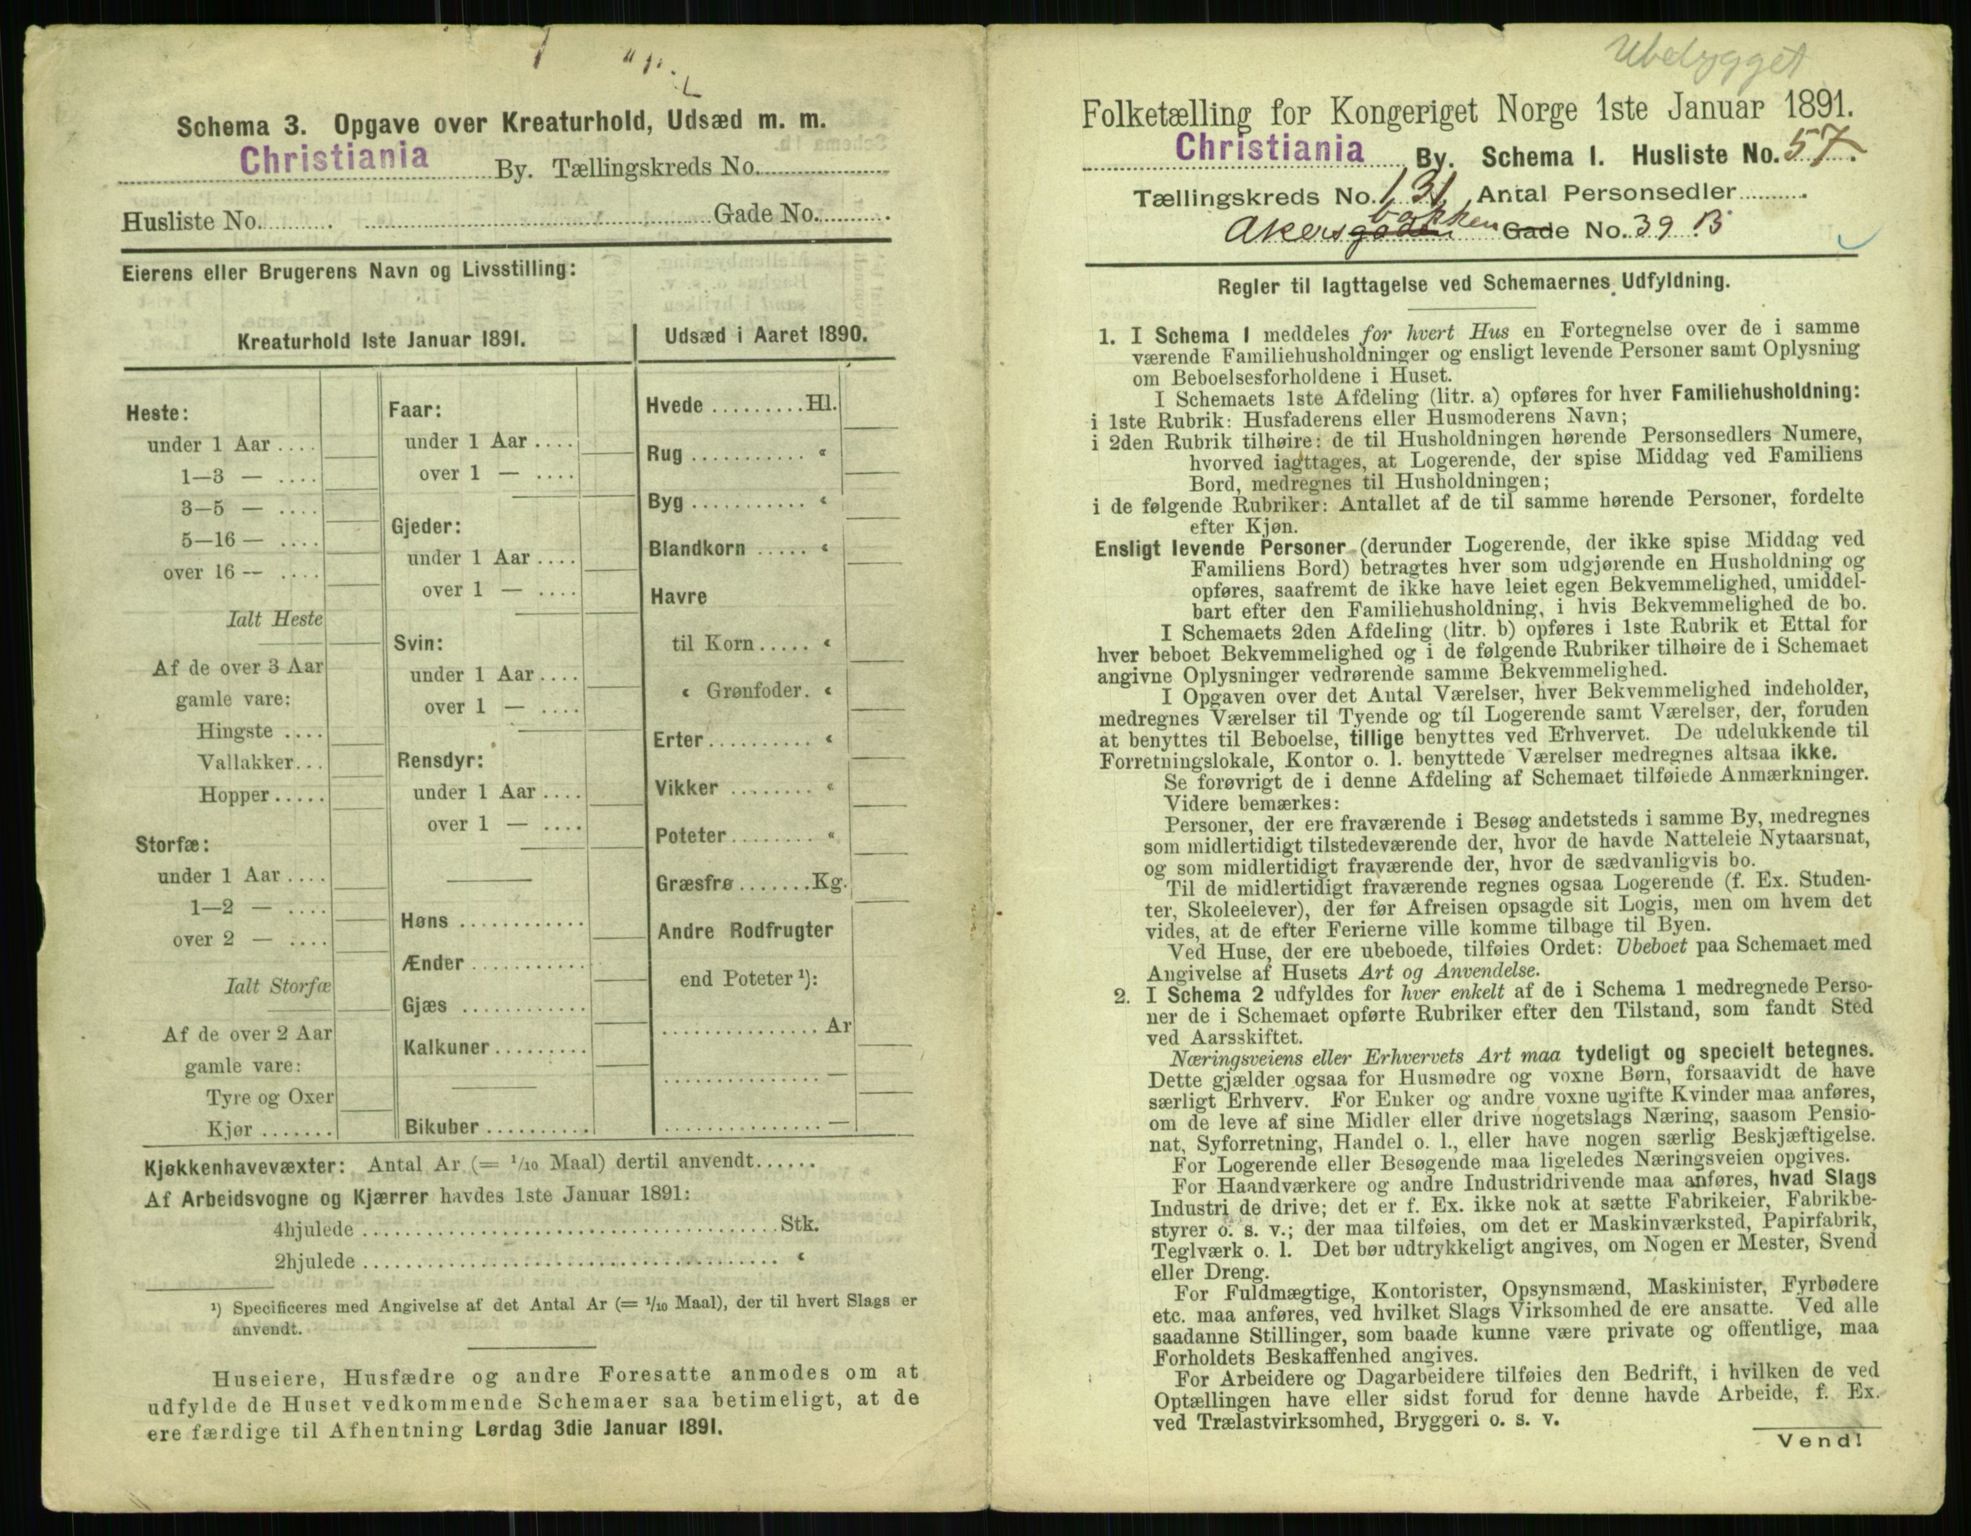 Schema 3. Opgave over Kreaturhold, Udsæd m. m.
Christiania By. Tællingskreds No.
Husliste No. Gade No.
Eierens eller Brugerens Navn og Livsstilling:
Kreaturhold 1ste Januar 1891.
Heste:
under 1 Aar
1—3 —
3—5 —
5—16 —
over 16 —
Ialt Heste
Af de over 3 Aar
gamle vare:
Hingste
Vallakker
Hopper
Storfæ:
under 1 Aar
1—2 —
over 2 —
Ialt Storfæ
Af de over 2 Aar
gamle vare:
Tyre og Oxer
Kjør
Faar:
under 1 Aar
over 1 —
Gjeder:
under 1 Aar
over 1 —
Svin:
under 1 Aar
over 1 —
Rensdyr:
under 1 Aar
over 1 —
Høns
Ænder
Gjæs
Kalkuner
Bikuber
Udsæd i Aaret 1890.
Hvede Hl.
Rug «
Byg «
Blandkorn «
Havre
til Korn «
« Grønfoder «
Erter «
Vikker «
Poteter «
Græsfrø Kg.
Andre Rodfrugter
end Poteter ¹):
Ar
—
—
Kjøkkenhavevæxter: Antal Ar (= 1/10 Maal) dertil anvendt
Af Arbeidsvogne og Kjærrer havdes 1ste Januar 1891:
4hjulede Stk.
2hjulede «
¹) Specificeres med Angivelse af det Antal Ar (= 1/10 Maal), der til hvert Slags er
anvendt.
Huseiere, Husfædre og andre Foresatte anmodes om at
udfylde de Huset vedkommende Schemaer saa betimeligt, at de
ere færdige til Afhentning Lørdag 3die Januar 1891.
Ubebygget
Folketælling for Kongeriget Norge 1ste Januar 1891.
Christiania By. Schema 1. Husliste No. 57.
Tællingskreds No. 131 Antal Personsedler
Akersgaden bakken Gade No. 39 B
Regler til Iagttagelse ved Schemaernes Udfyldning.
1. I Schema 1 meddeles for hvert Hus en Fortegnelse over de i samme
værende Familiehusholdninger og ensligt levende Personer samt Oplysning
om Beboelsesforholdene i Huset.
I Schemaets 1ste Afdeling (litr. a) opføres for hver Familiehusholdning:
i 1ste Rubrik: Husfaderens eller Husmoderens Navn;
i 2den Rubrik tilhøire: de til Husholdningen hørende Personsedlers Numere,
hvorved iagttages, at Logerende, der spise Middag ved Familiens
Bord, medregnes til Husholdningen;
i de følgende Rubriker: Antallet af de til samme hørende Personer, fordelte
efter Kjøn.
Ensligt levende Personer (derunder Logerende, der ikke spise Middag ved
Familiens Bord) betragtes hver som udgjørende en Husholdning og
opføres, saafremt de ikke have leiet egen Bekvemmelighed, umiddel-
bart efter den Familiehusholdning, i hvis Bekvemmelighed de bo.
I Schemaets 2den Afdeling (litr. b) opføres i 1ste Rubrik et Ettal for
hver beboet Bekvemmelighed og i de følgende Rubriker tilhøire de i Schemaet
angivne Oplysninger vedrørende samme Bekvemmelighed.
I Opgaven over det Antal Værelser, hver Bekvemmelighed indeholder,
medregnes Værelser til Tyende og til Logerende samt Værelser, der, foruden
at benyttes til Beboelse, tillige benyttes ved Erhvervet. De udelukkende til
Forretningslokale, Kontor o. l. benyttede Værelser medregnes altsaa ikke.
Se forøvrigt de i denne Afdeling af Schemaet tilføiede Anmærkninger.
Videre bemærkes:
Personer, der ere fraværende i Besøg andetsteds i samme By, medregnes
som midlertidigt tilstedeværende der, hvor de havde Natteleie Nytaarsnat,
og som midlertidigt fraværende der, hvor de sædvanligvis bo.
Til de midlertidigt fraværende regnes ogsaa Logerende (f. Ex. Studen-
ter, Skoleelever), der før Afreisen opsagde sit Logis, men om hvem det
vides, at de efter Ferierne ville komme tilbage til Byen.
Ved Huse, der ere ubeboede, tilføies Ordet: Ubeboet paa Schemaet med
Angivelse af Husets Art og Anvendelse.
2. I Schema 2 udfyldes for hver enkelt af de i Schema 1 medregnede Perso-
ner de i Schemaet opførte Rubriker efter den Tilstand, som fandt Sted
ved Aarsskiftet.
Næringsveiens eller Erhvervets Art maa tydeligt og specielt betegnes.
Dette gjælder ogsaa for Husmødre og voxne Børn, forsaavidt de have
særligt Erhverv. For Enker og andre voxne ugifte Kvinder maa anføres,
om de leve af sine Midler eller drive nogetslags Næring, saasom Pensio-
nat, Syforretning, Handel o. l., eller have nogen særlig Beskjæftigelse.
For Logerende eller Besøgende maa ligeledes Næringsveien opgives.
For Haandværkere og andre Industridrivende maa anføres, hvad Slags
Industri de drive; det er f. Ex. ikke nok at sætte Fabrikeier, Fabrikbe-
styrer o. s. v.; der maa tilføies, om det er Maskinværksted, Papirfabrik,
Teglværk o. l. Det bør udtrykkeligt angives, om Nogen er Mester, Svend
eller Dreng.
For Fuldmægtige, Kontorister, Opsynsmænd, Maskinister, Fyrbødere
etc. maa anføres, ved hvilket Slags Virksomhed de ere ansatte. Ved alle
saadanne Stillinger, som baade kunne være private og offentlige, maa
Forholdets Beskaffenhed angives.
For Arbeidere og Dagarbeidere tilføies den Bedrift, i hvilken de ved
Optællingen have eller sidst forud for denne havde Arbeide, f. Ex.
ved Trælastvirksomhed, Bryggeri o. s. v.
Vend!